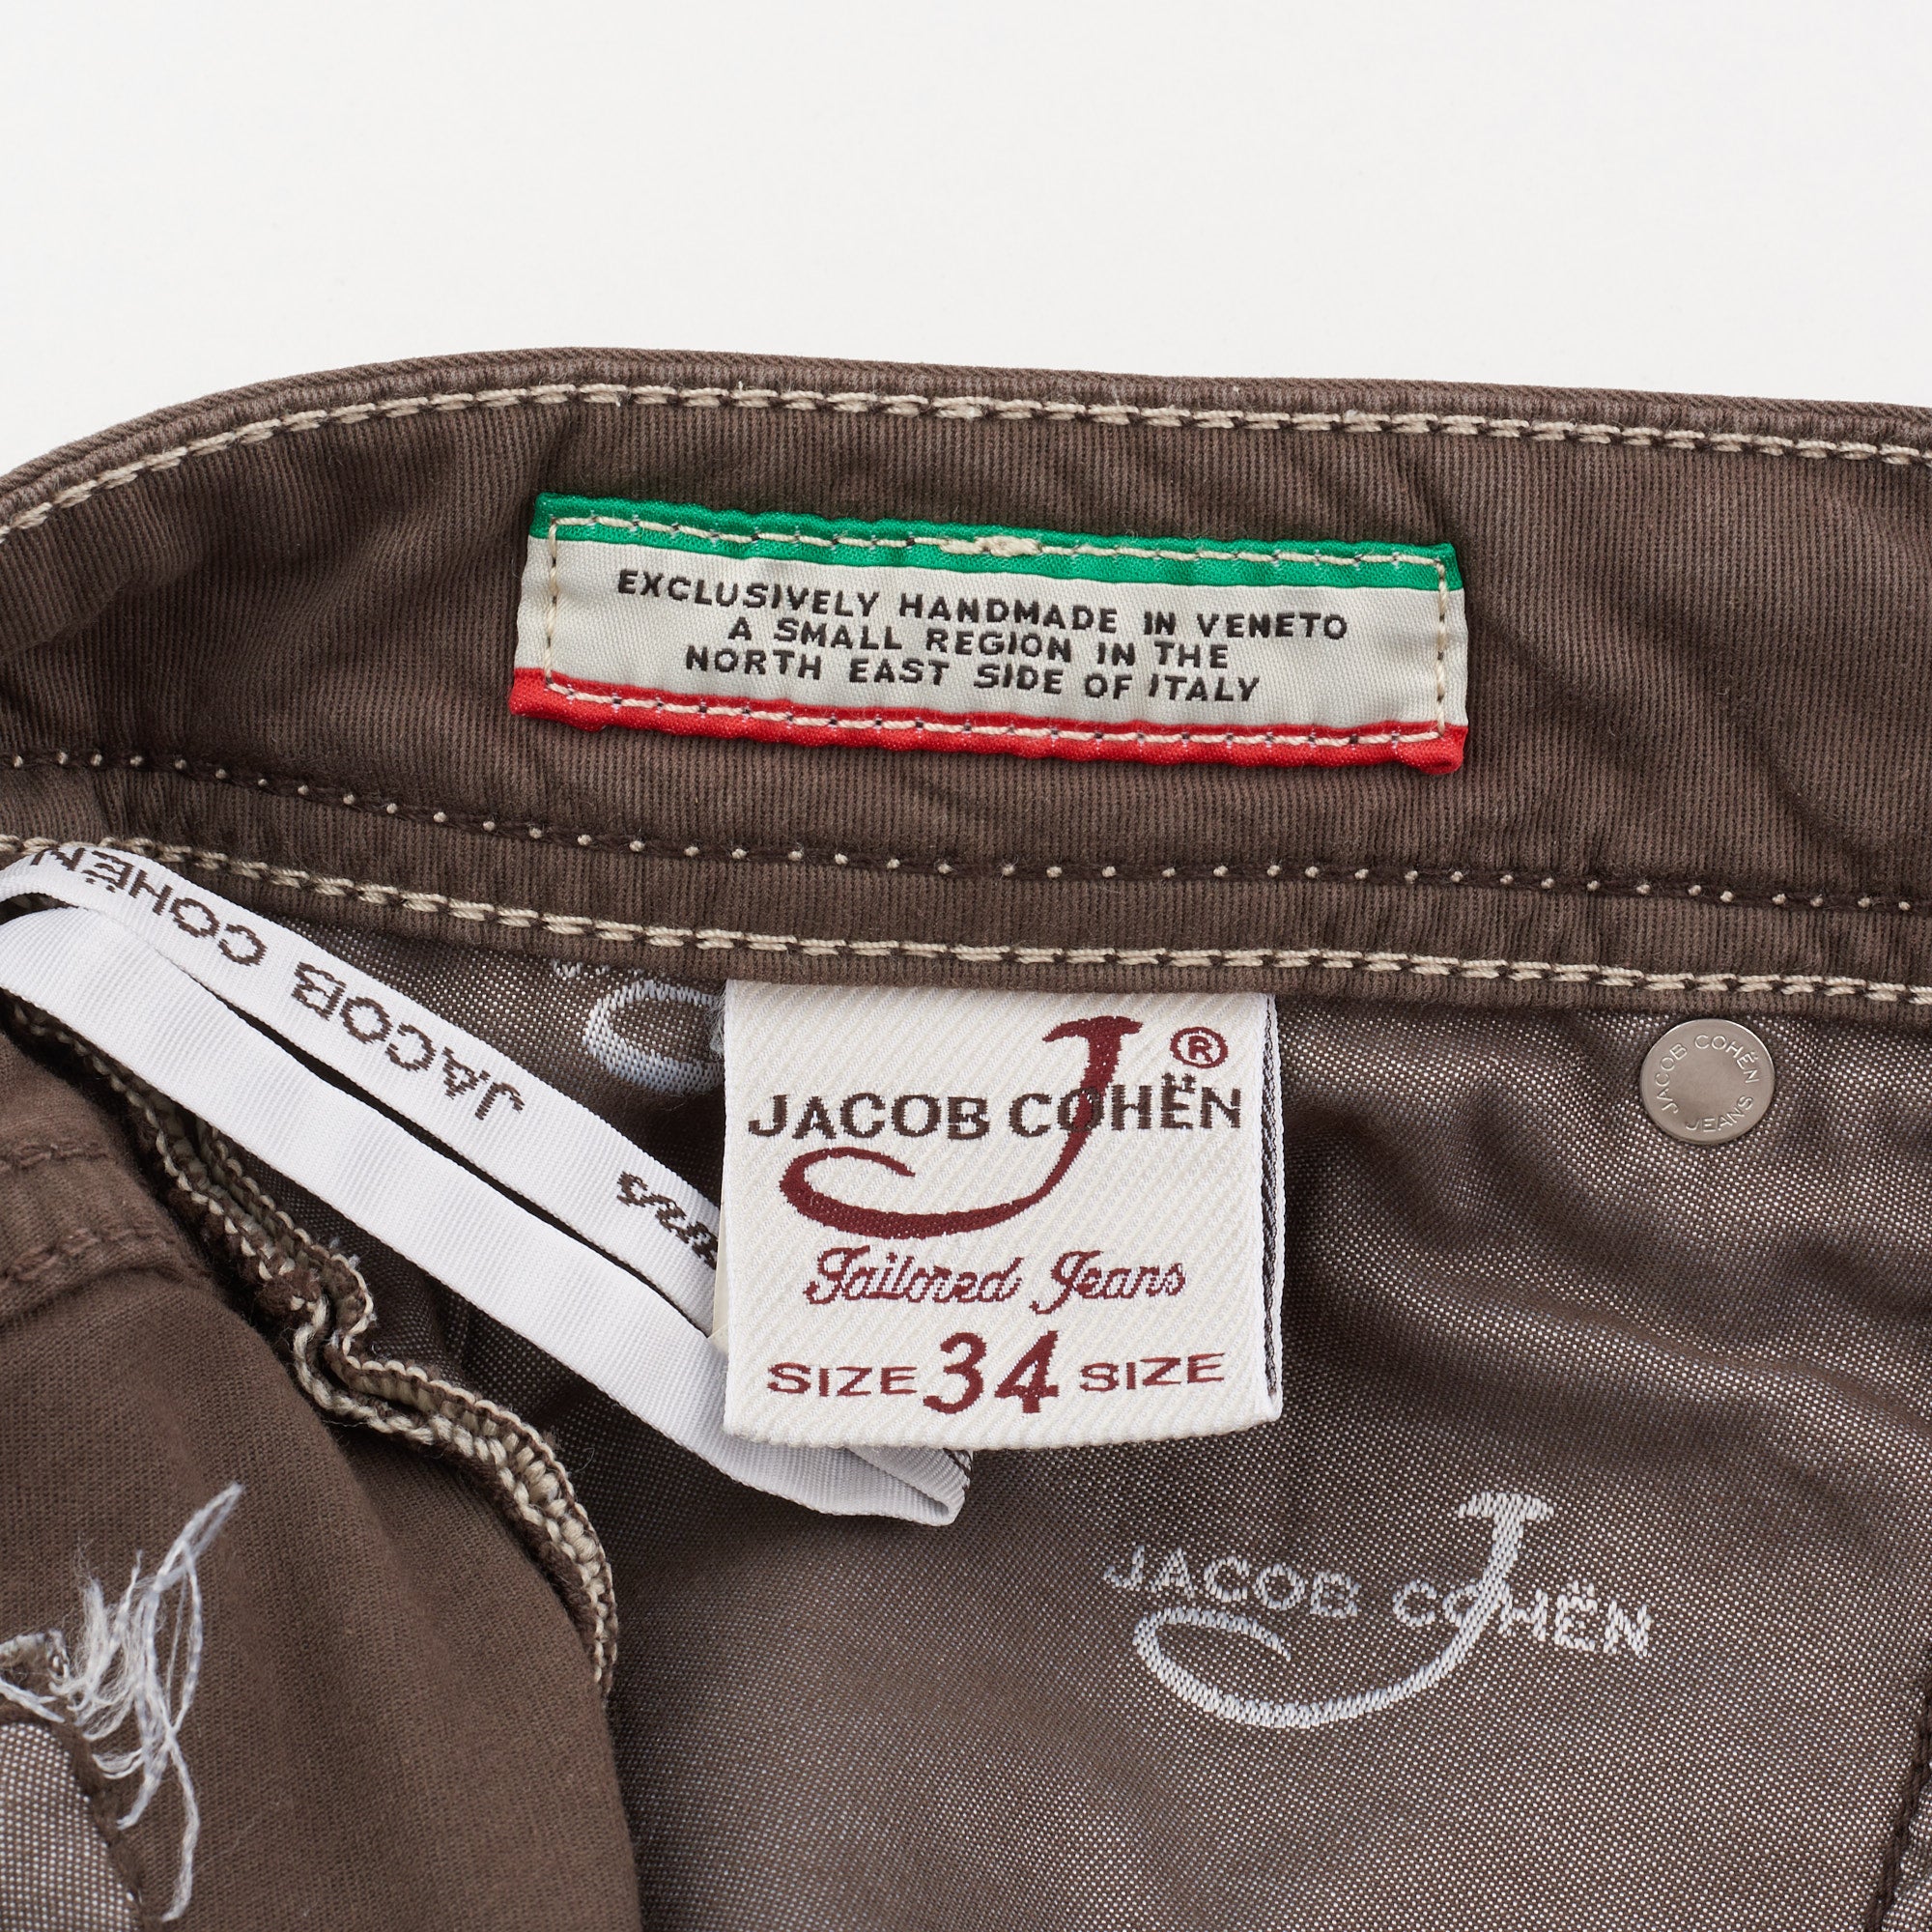 EXCLUSIVELY HANDMADE IN VENETO
A SMALL REGION IN THE
NORTH EAST SIDE OF ITALY
JACOB COHËN
J ®
JACOB COHËN
Tailored Jeans
SIZE 34 SIZE
JACOB COHËN
JEANS
J
JACOB COHËN